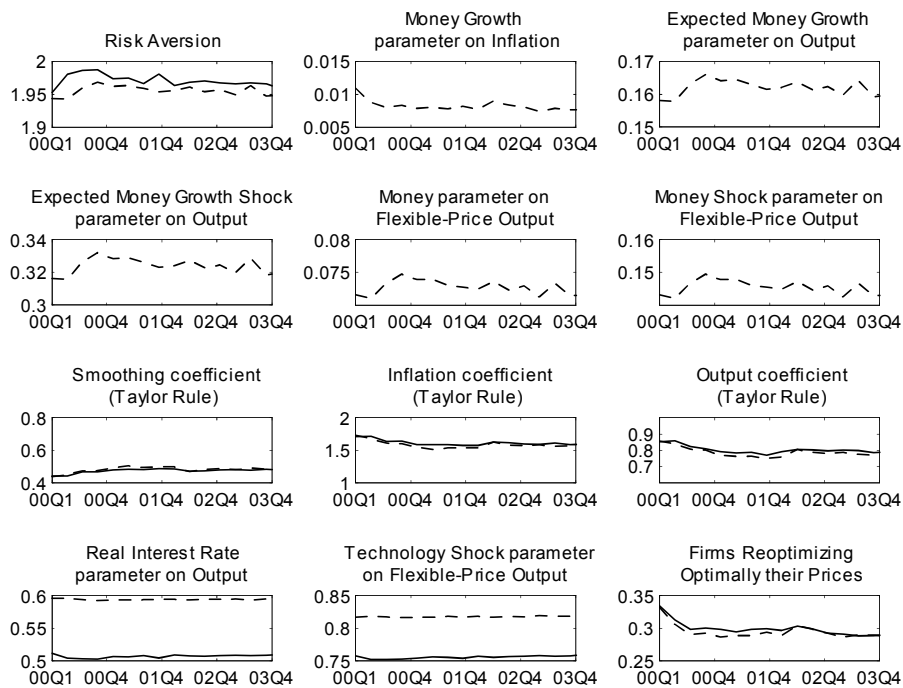 Risk Aversion
2
1.95
1.9
00Q1 00Q4 01Q4 02Q4 03Q4
Money Growth
parameter on Inflation
0.015
0.01
0.005
00Q1 00Q4 01Q4 02Q4 03Q4
Expected Money Growth
parameter on Output
0.17
0.16
0.15
00Q1 00Q4 01Q4 02Q4 03Q4
Expected Money Growth Shock
parameter on Output
0.34
0.32
0.3
00Q1 00Q4 01Q4 02Q4 03Q4
Money parameter on
Flexible-Price Output
0.08
0.075
00Q1 00Q4 01Q4 02Q4 03Q4
Money Shock parameter on
Flexible-Price Output
0.16
0.15
00Q1 00Q4 01Q4 02Q4 03Q4
Smoothing coefficient
(Taylor Rule)
0.8
0.6
0.4
00Q1 00Q4 01Q4 02Q4 03Q4
Inflation coefficient
(Taylor Rule)
2
1.5
1
00Q1 00Q4 01Q4 02Q4 03Q4
Output coefficient
(Taylor Rule)
0.9
0.8
0.7
00Q1 00Q4 01Q4 02Q4 03Q4
Real Interest Rate
parameter on Output
0.6
0.55
0.5
00Q1 00Q4 01Q4 02Q4 03Q4
Technology Shock parameter
on Flexible-Price Output
0.85
0.8
0.75
00Q1 00Q4 01Q4 02Q4 03Q4
Firms Reoptimizing
Optimally their Prices
0.35
0.3
0.25
00Q1 00Q4 01Q4 02Q4 03Q4